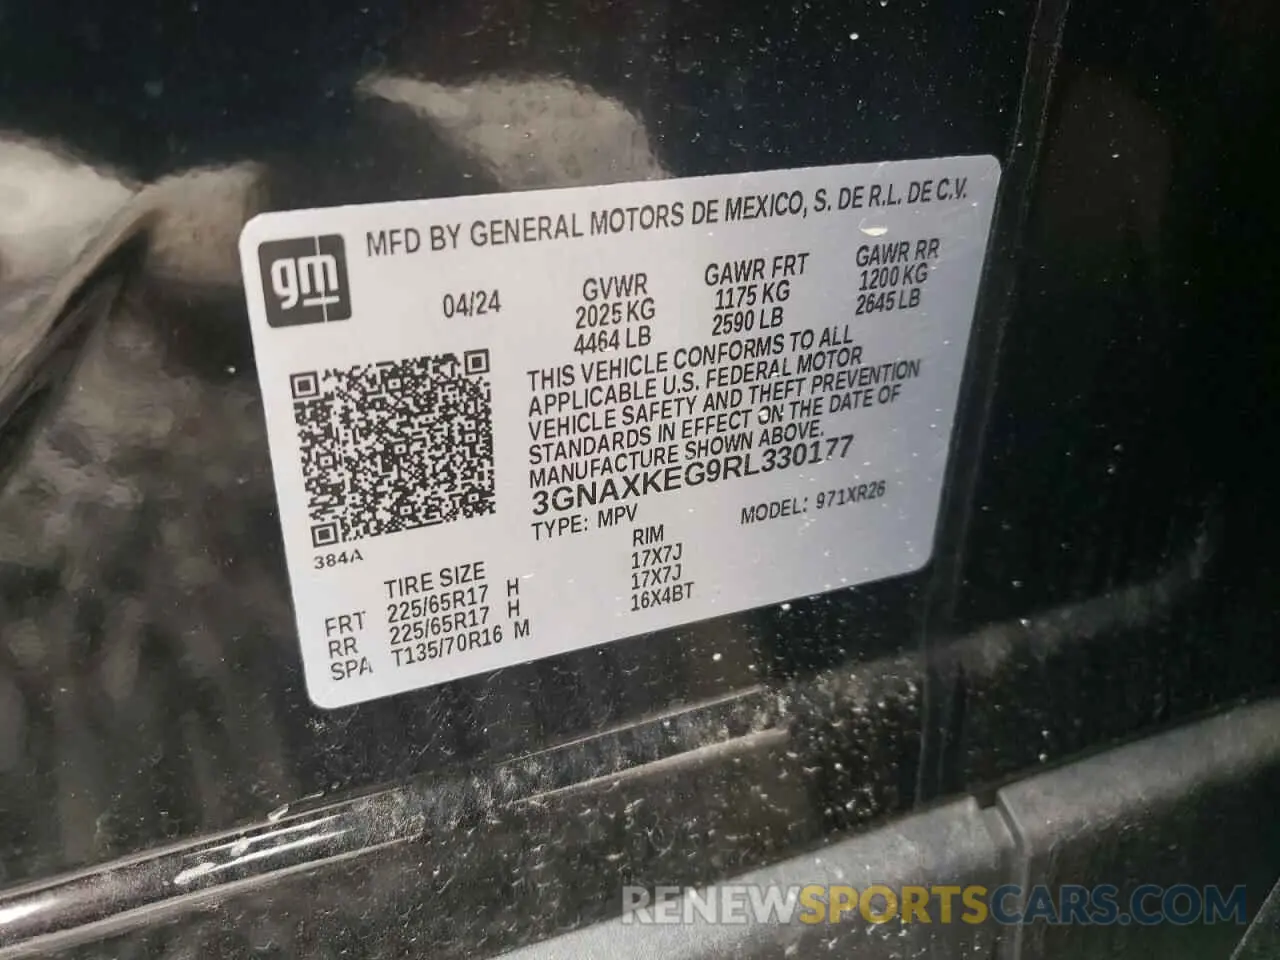 MFD BY GENERAL MOTORS DE MEXICO, S. DE R.L. DE C.V.
gm
04/24
GVWR GAWR FRT GAWR RR
2025 KG 1175 KG 1200 KG
4464 LB 2590 LB 2645 LB
THIS VEHICLE CONFORMS TO ALL
APPLICABLE U.S. FEDERAL MOTOR
VEHICLE SAFETY AND THEFT PREVENTION
STANDARDS IN EFFECT ON THE DATE OF
MANUFACTURE SHOWN ABOVE.
3GNAXKEG9RL330177
TYPE: MPV MODEL: 971XR26
384A
TIRE SIZE RIM
FRT 225/65R17 H 17X7J
RR 225/65R17 H 17X7J
SPA T135/70R16 M 16X4BT
RENEWSPORTSCARS.COM